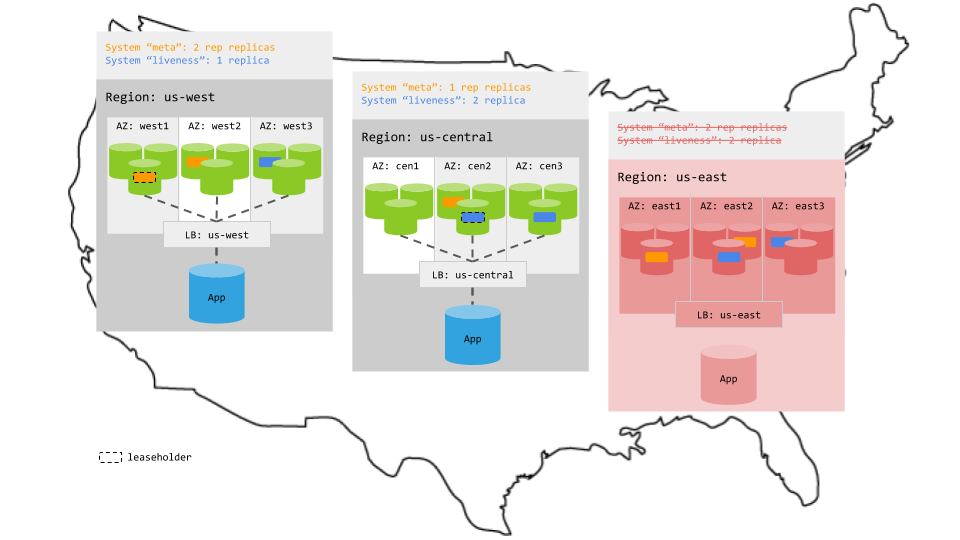 System “meta”: 2 rep replicas
System “liveness”: 1 replica
Region: us-west
AZ: west1
AZ: west2
AZ: west3
LB: us-west
App
System “meta”: 1 rep replicas
System “liveness”: 2 replica
Region: us-central
AZ: cen1
AZ: cen2
AZ: cen3
LB: us-central
App
System “meta”: 2 rep replicas
System “liveness”: 2 replica
Region: us-east
AZ: east1
AZ: east2
AZ: east3
LB: us-east
App
leaseholder